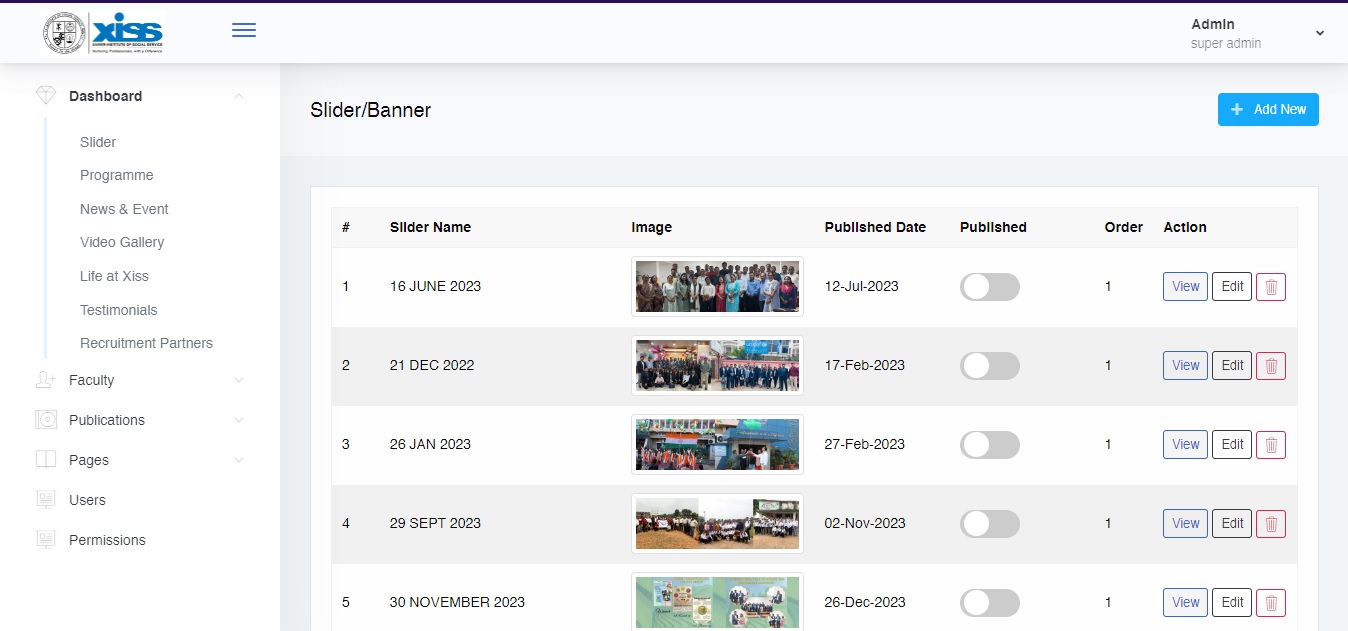 xiss
XAVIER INSTITUTE OF SOCIAL SERVICE
Nurturing Professionals, with a Difference
Admin
super admin
Dashboard
Slider
Programme
News & Event
Video Gallery
Life at Xiss
Testimonials
Recruitment Partners
Faculty
Publications
Pages
Users
Permissions
Slider/Banner
+ Add New
# Slider Name Image Published Date Published Order Action
1 16 JUNE 2023 12-Jul-2023 1 View Edit
2 21 DEC 2022 17-Feb-2023 1 View Edit
3 26 JAN 2023 27-Feb-2023 1 View Edit
4 29 SEPT 2023 02-Nov-2023 1 View Edit
5 30 NOVEMBER 2023 26-Dec-2023 1 View Edit